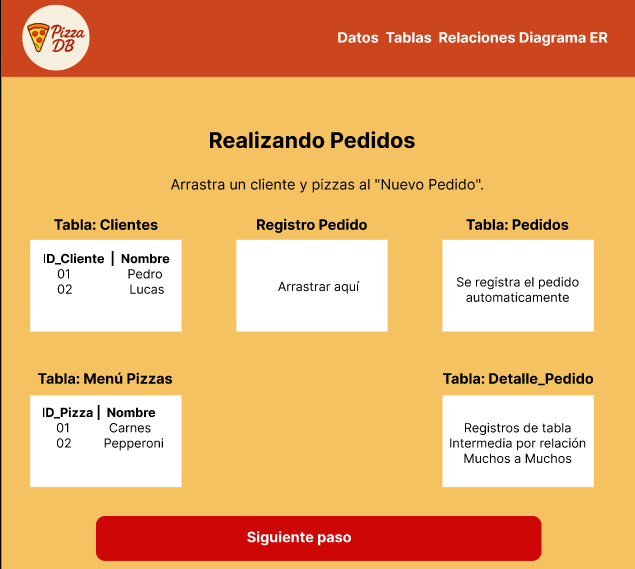 Pizza
DB
Datos Tablas Relaciones Diagrama ER
Realizando Pedidos
Arrastra un cliente y pizzas al "Nuevo Pedido".
Tabla: Clientes
ID_Cliente | Nombre
01 Pedro
02 Lucas
Registro Pedido
Arrastrar aquí
Tabla: Pedidos
Se registra el pedido
automaticamente
Tabla: Menú Pizzas
ID_Pizza | Nombre
01 Carnes
02 Pepperoni
Tabla: Detalle_Pedido
Registros de tabla
Intermedia por relación
Muchos a Muchos
Siguiente paso